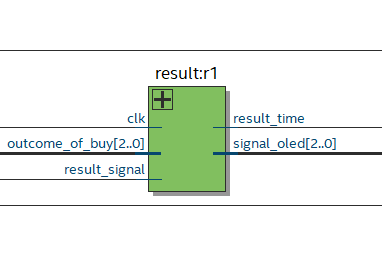 result:r1
clk
result_time
outcome_of_buy[2..0]
signal_oled[2..0]
result_signal